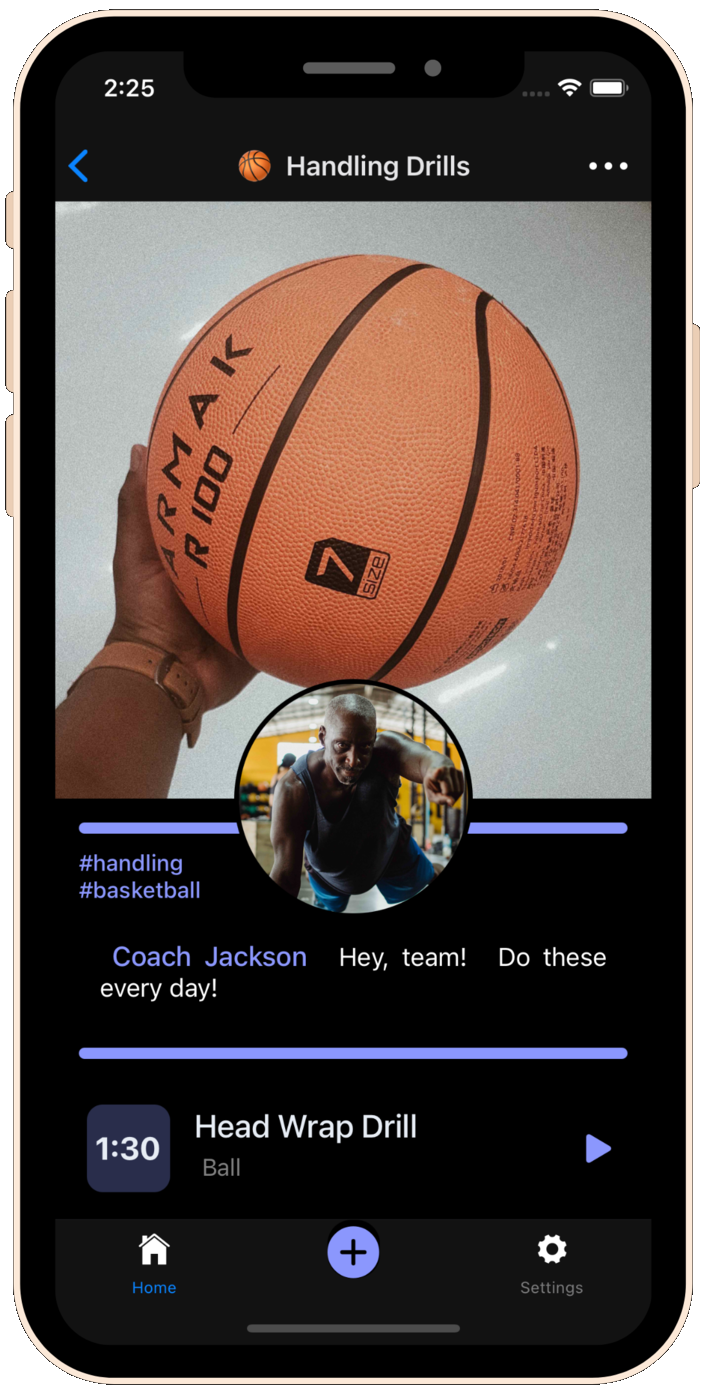 2:25
🏀 Handling Drills
ARMAK
R 100
7
size
#handling
#basketball
Coach Jackson Hey, team! Do these
every day!
1:30
Head Wrap Drill
Ball
Home
Settings